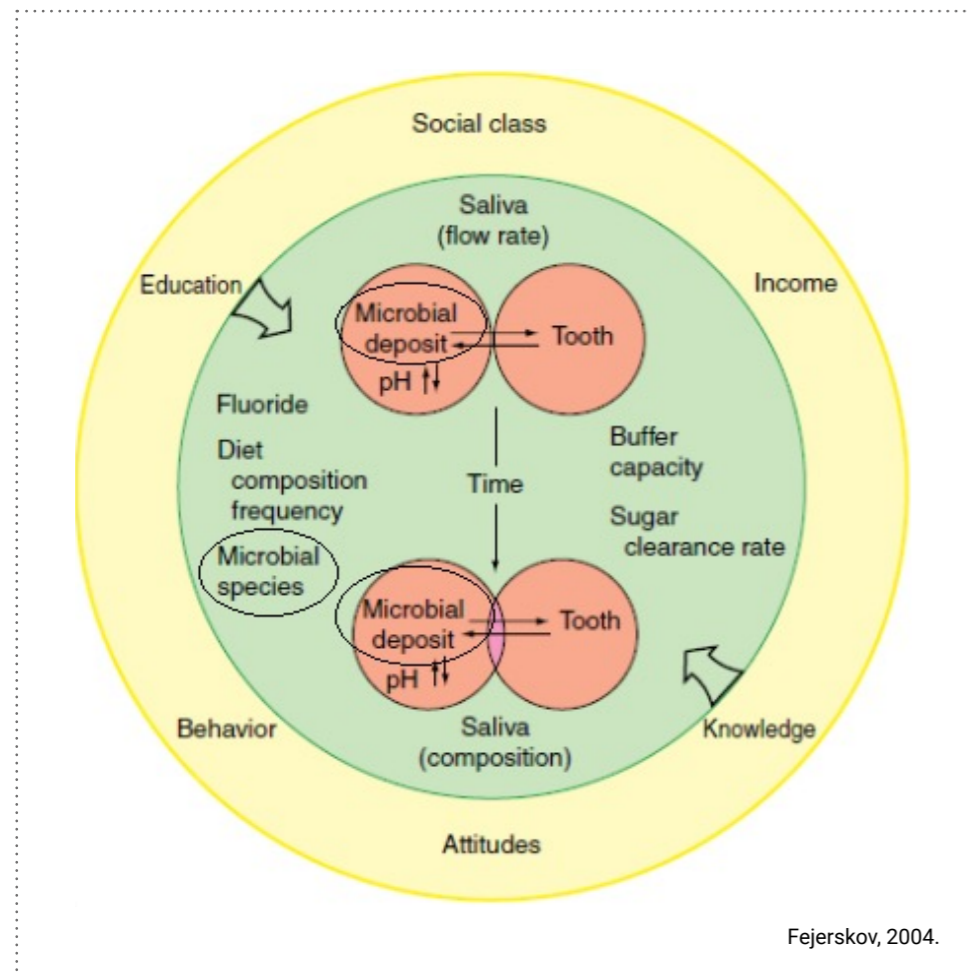 Social class
Saliva
(flow rate)
Education
Income
Microbial
deposit
Tooth
pH
Fluoride
Diet
composition
frequency
Microbial
species
Time
Buffer
capacity
Sugar
clearance rate
Microbial
deposit
Tooth
pH
Behavior
Saliva
(composition)
Knowledge
Attitudes
Fejerskov, 2004.